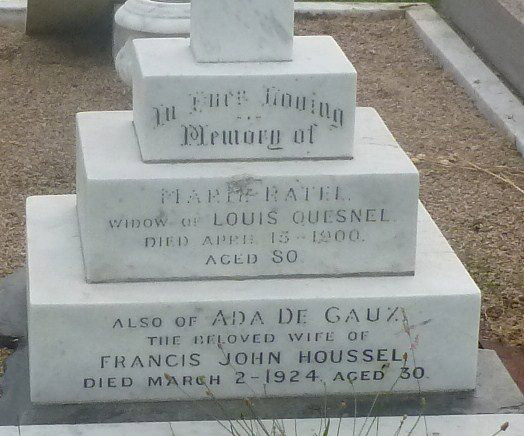 In Ever Loving
Memory of
MARIE RATEL
WIDOW OF LOUIS QUESNEL
DIED APRIL 15-1900.
AGED 80
ALSO OF ADA DE GAUX
THE BELOVED WIFE OF
FRANCIS JOHN HOUSSEL
DIED MARCH 2-1924 AGED 30